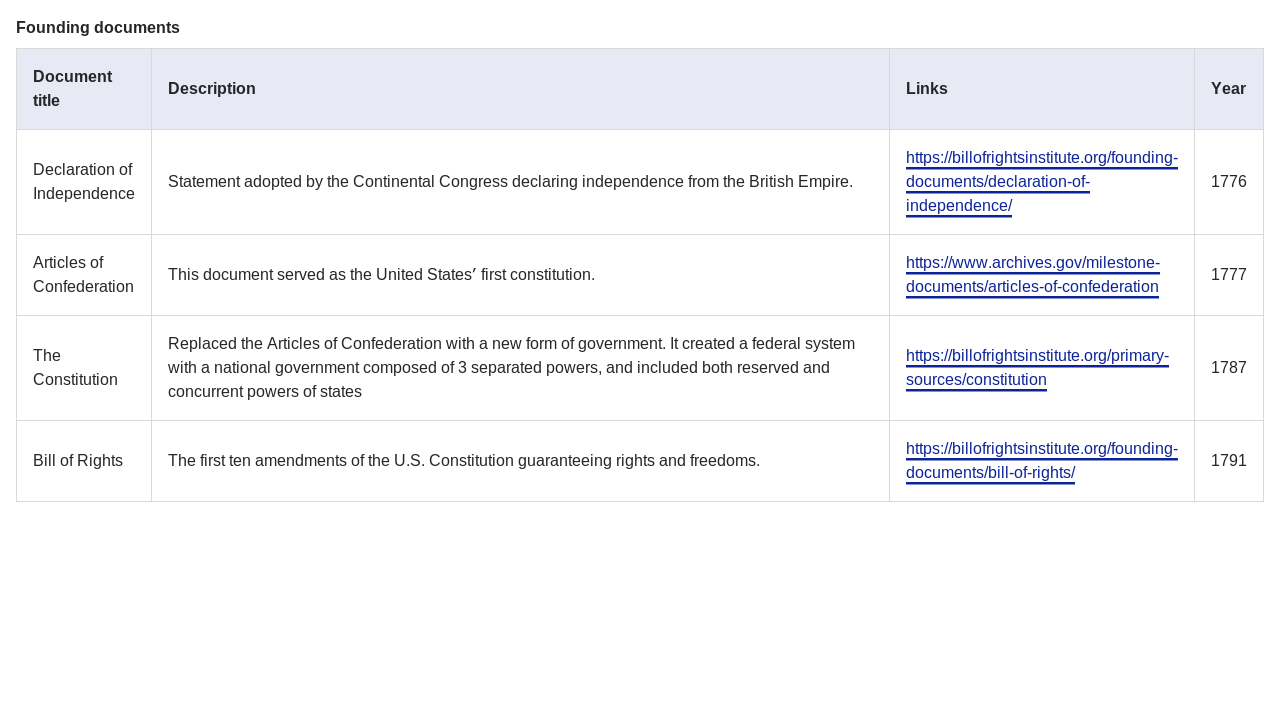 Founding documents
Document
title
Description
Links
Year
Declaration of
Independence
Statement adopted by the Continental Congress declaring independence from the British Empire.
https://billofrightsinstitute.org/founding-
documents/declaration-of-
independence/
1776
Articles of
Confederation
This document served as the United States′ first constitution.
https://www.archives.gov/milestone-
documents/articles-of-confederation
1777
The
Constitution
Replaced the Articles of Confederation with a new form of government. It created a federal system
with a national government composed of 3 separated powers, and included both reserved and
concurrent powers of states
https://billofrightsinstitute.org/primary-
sources/constitution
1787
Bill of Rights
The first ten amendments of the U.S. Constitution guaranteeing rights and freedoms.
https://billofrightsinstitute.org/founding-
documents/bill-of-rights/
1791